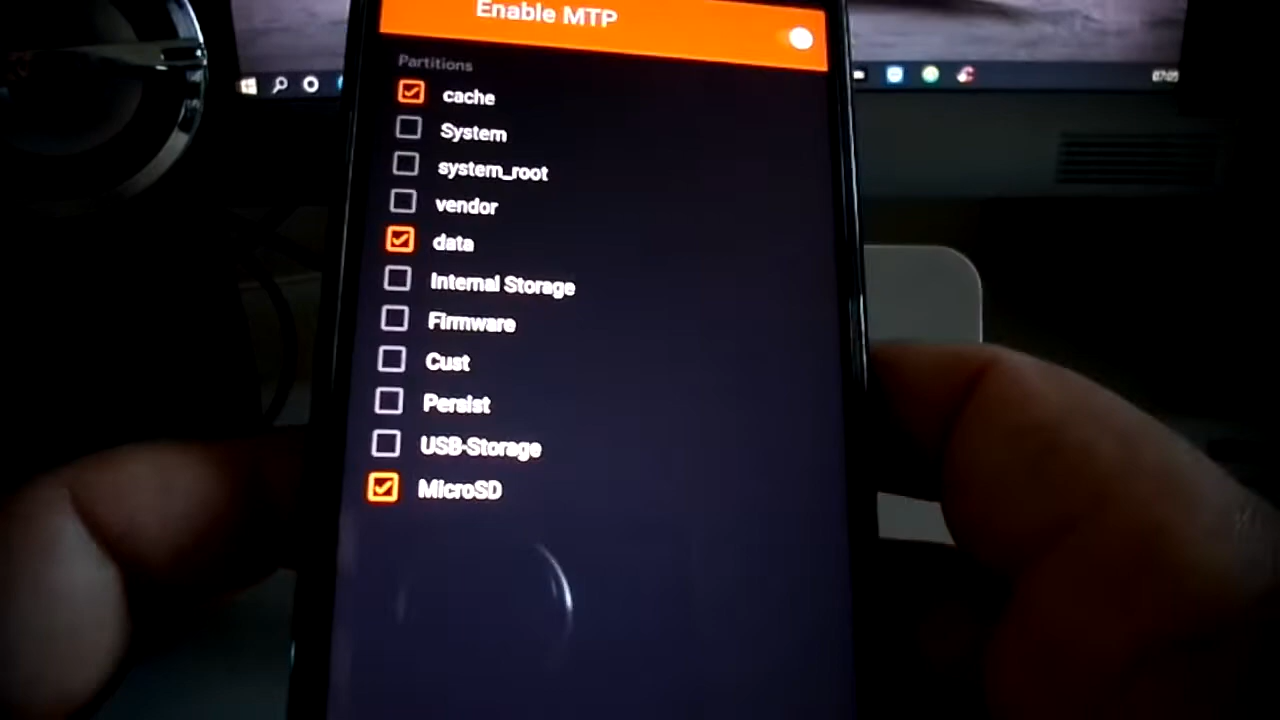 Enable MTP
Partitions
cache
System
system_root
vendor
data
Internal Storage
Firmware
Cust
Persist
USB-Storage
MicroSD